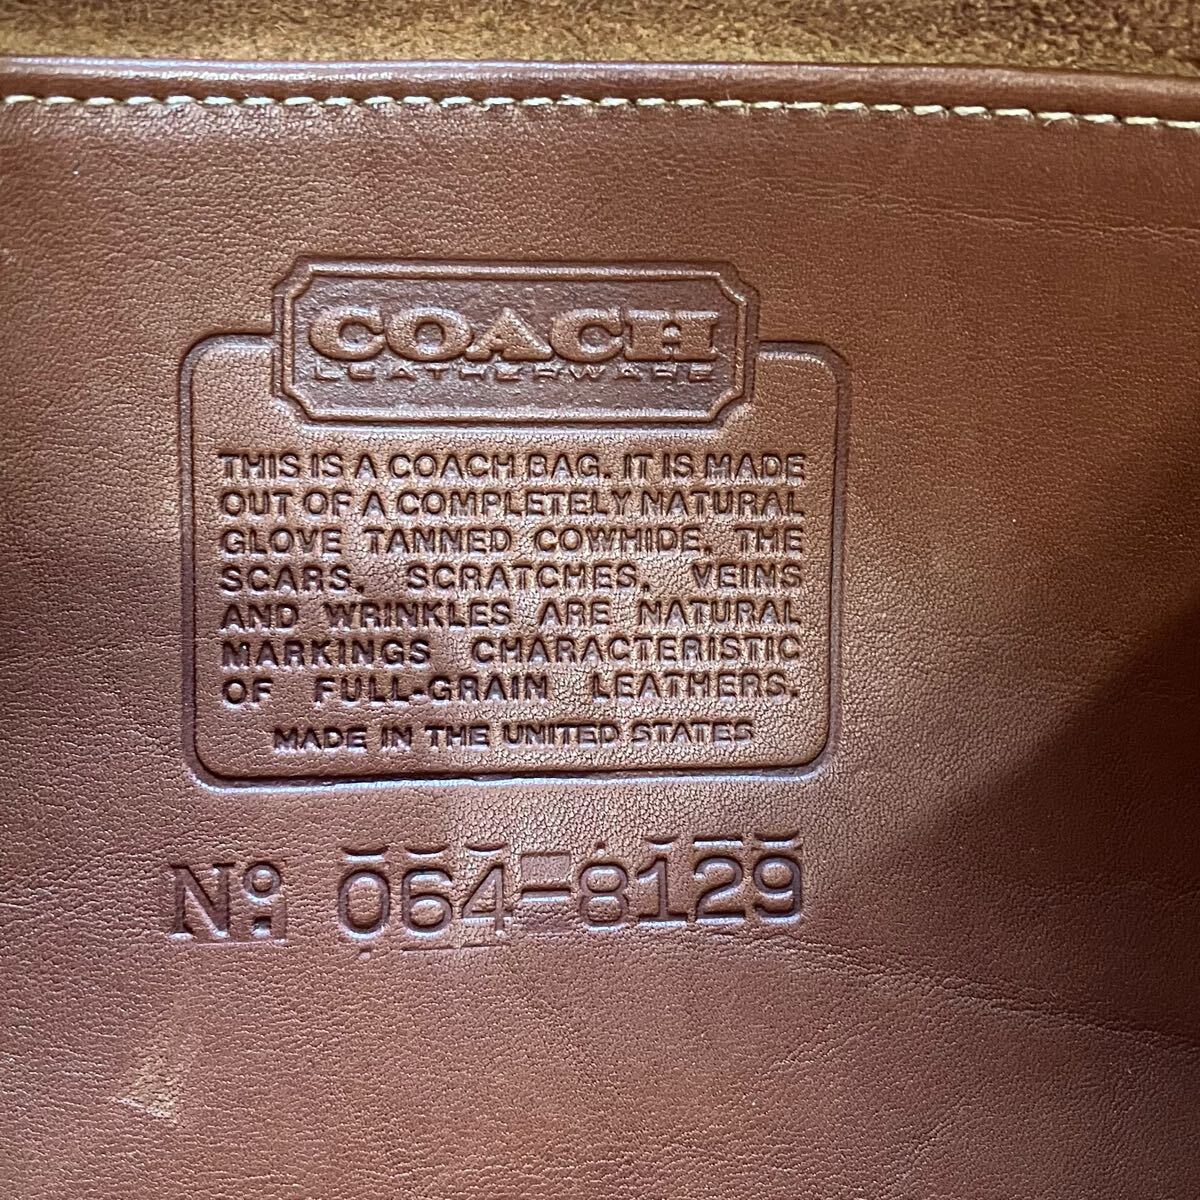 COACH
LEATHERWARE
THIS IS A COACH BAG. IT IS MADE
OUT OF A COMPLETELY NATURAL
GLOVE TANNED COWHIDE. THE
SCARS, SCRATCHES, VEINS
AND WRINKLES ARE NATURAL
MARKINGS CHARACTERISTIC
OF FULL-GRAIN LEATHERS.
MADE IN THE UNITED STATES
No: 064-8129